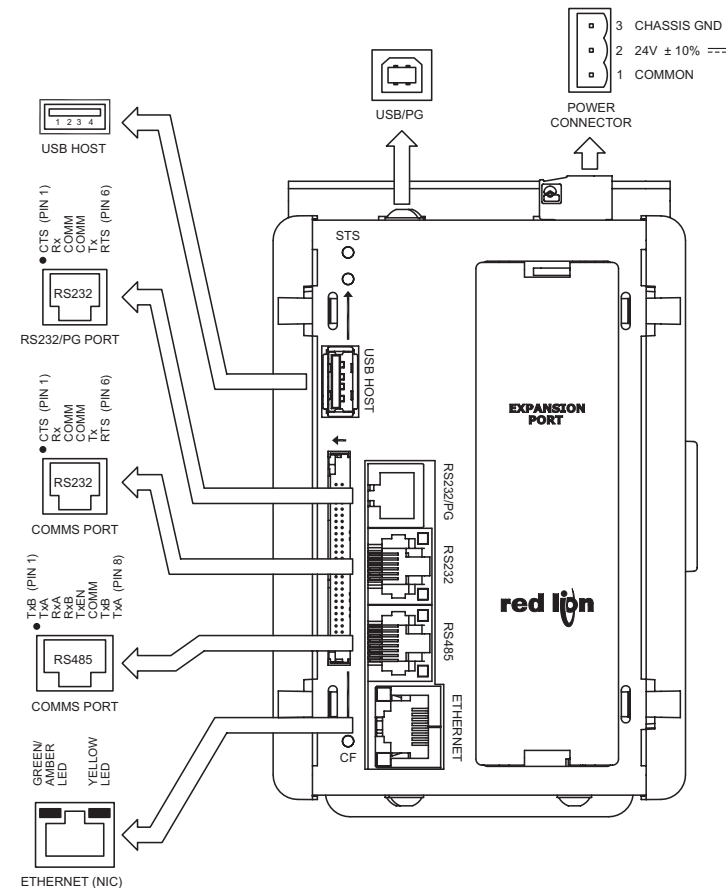 3 CHASSIS GND
2 24V ± 10%
1 COMMON
POWER
CONNECTOR
USB/PG
1 2 3 4
USB HOST
CTS (PIN 1)
Rx
COMM
COMM
Tx
RTS (PIN 6)
RS232
RS232/PG PORT
CTS (PIN 1)
Rx
COMM
COMM
Tx
RTS (PIN 6)
RS232
COMMS PORT
TxB (PIN 1)
TxA
RxA
RxB
TxEN
COMM
TxB
TxA (PIN 8)
RS485
COMMS PORT
GREEN/
AMBER
LED
YELLOW
LED
ETHERNET (NIC)
STS
USB HOST
RS232/PG
RS232
RS485
ETHERNET
CF
EXPANSION
PORT
red lion